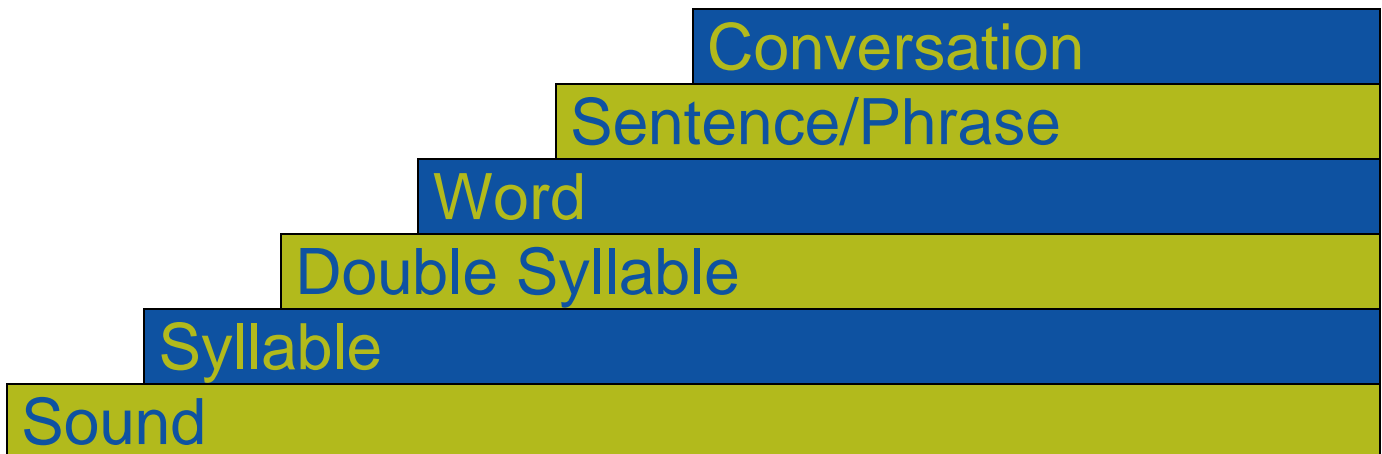 Conversation
Sentence/Phrase
Word
Double Syllable
Syllable
Sound